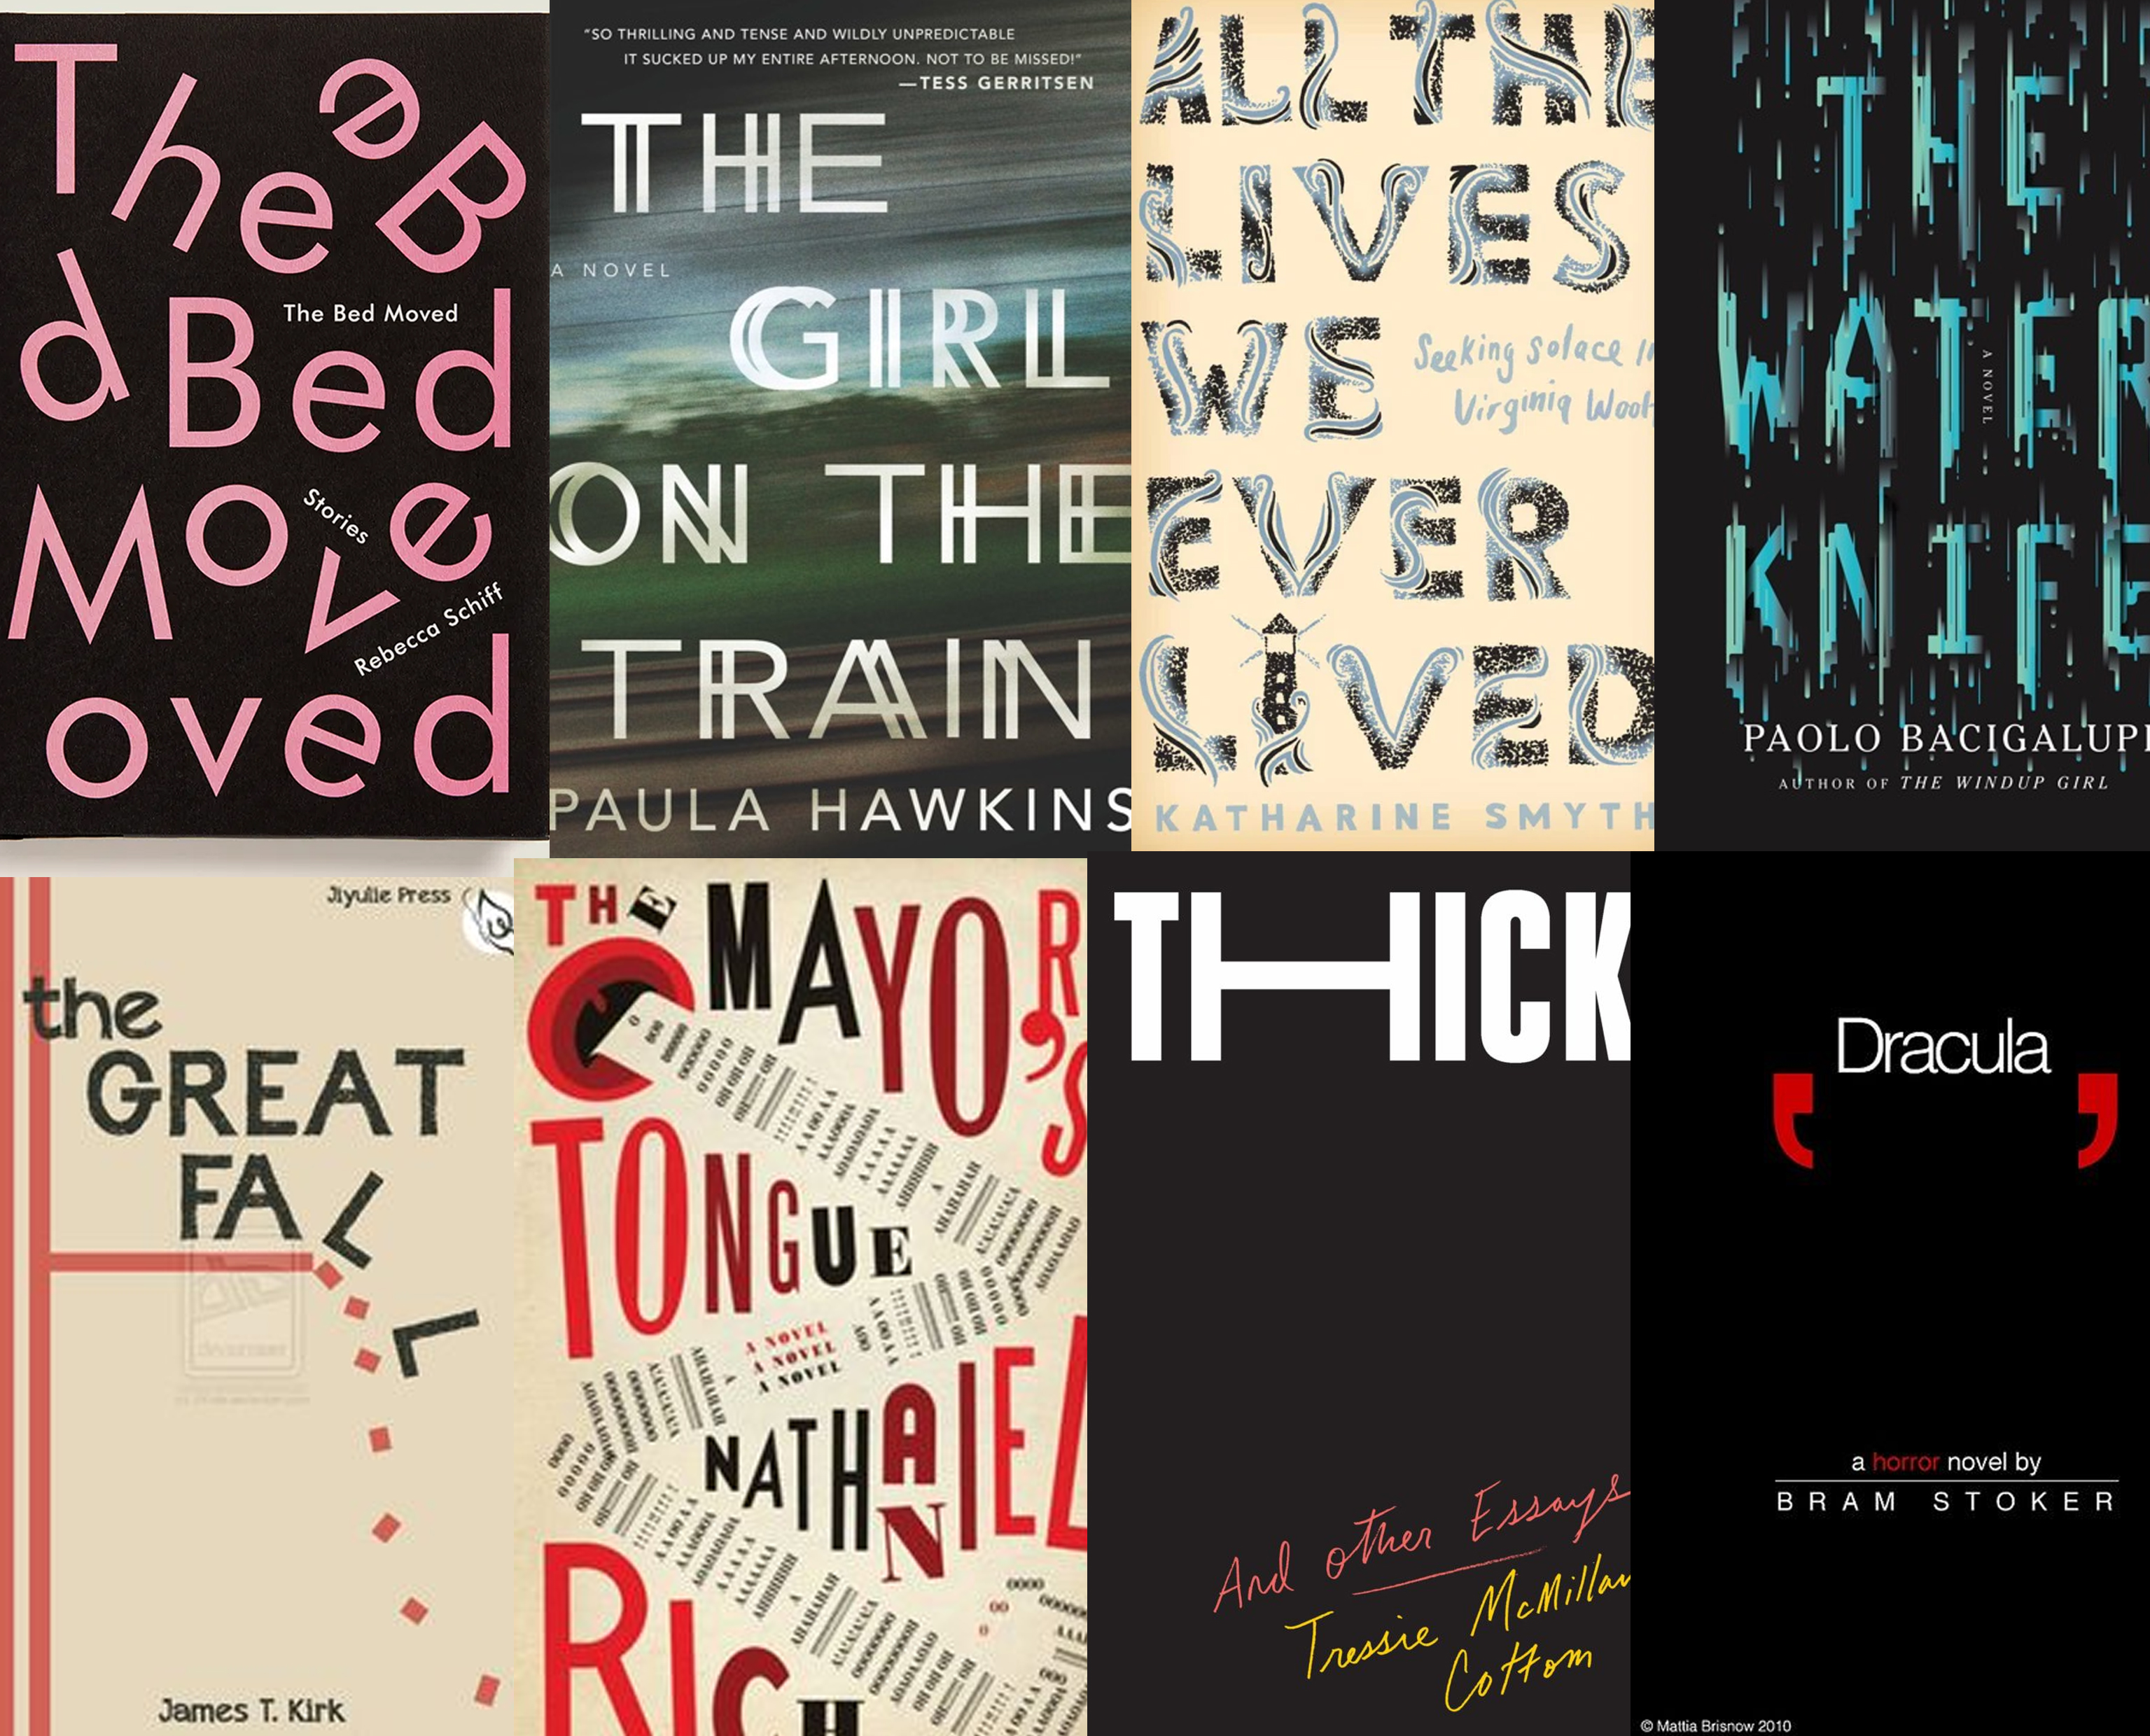 The
eB
d
Bed
The Bed Moved
Move
Stories
Rebecca Schiff
oved
"SO THRILLING AND TENSE AND WILDLY UNPREDICTABLE
IT SUCKED UP MY ENTIRE AFTERNOON. NOT TO BE MISSED!"
—TESS GERRITSEN
THE
A NOVEL
GIRL
ON THE
TRAIN
PAULA HAWKINS
ALL THE
LIVES
WE
Seeking solace in
Virginia Woolf
EVER
LIVED
KATHARINE SMYTH
THE
WATER
A NOVEL
KNIFE
PAOLO BACIGALUPI
AUTHOR OF THE WINDUP GIRL
Jiyulie Press
the
GREAT
FALL
James T. Kirk
THE
MAYOR'S
TONGUE
A NOVEL
A NOVEL
A NOVEL
NATHANIEL
RICH
THICK
And other Essays
Tressie McMillan
Cottom
Dracula
a horror novel by
BRAM STOKER
© Mattia Brisnow 2010